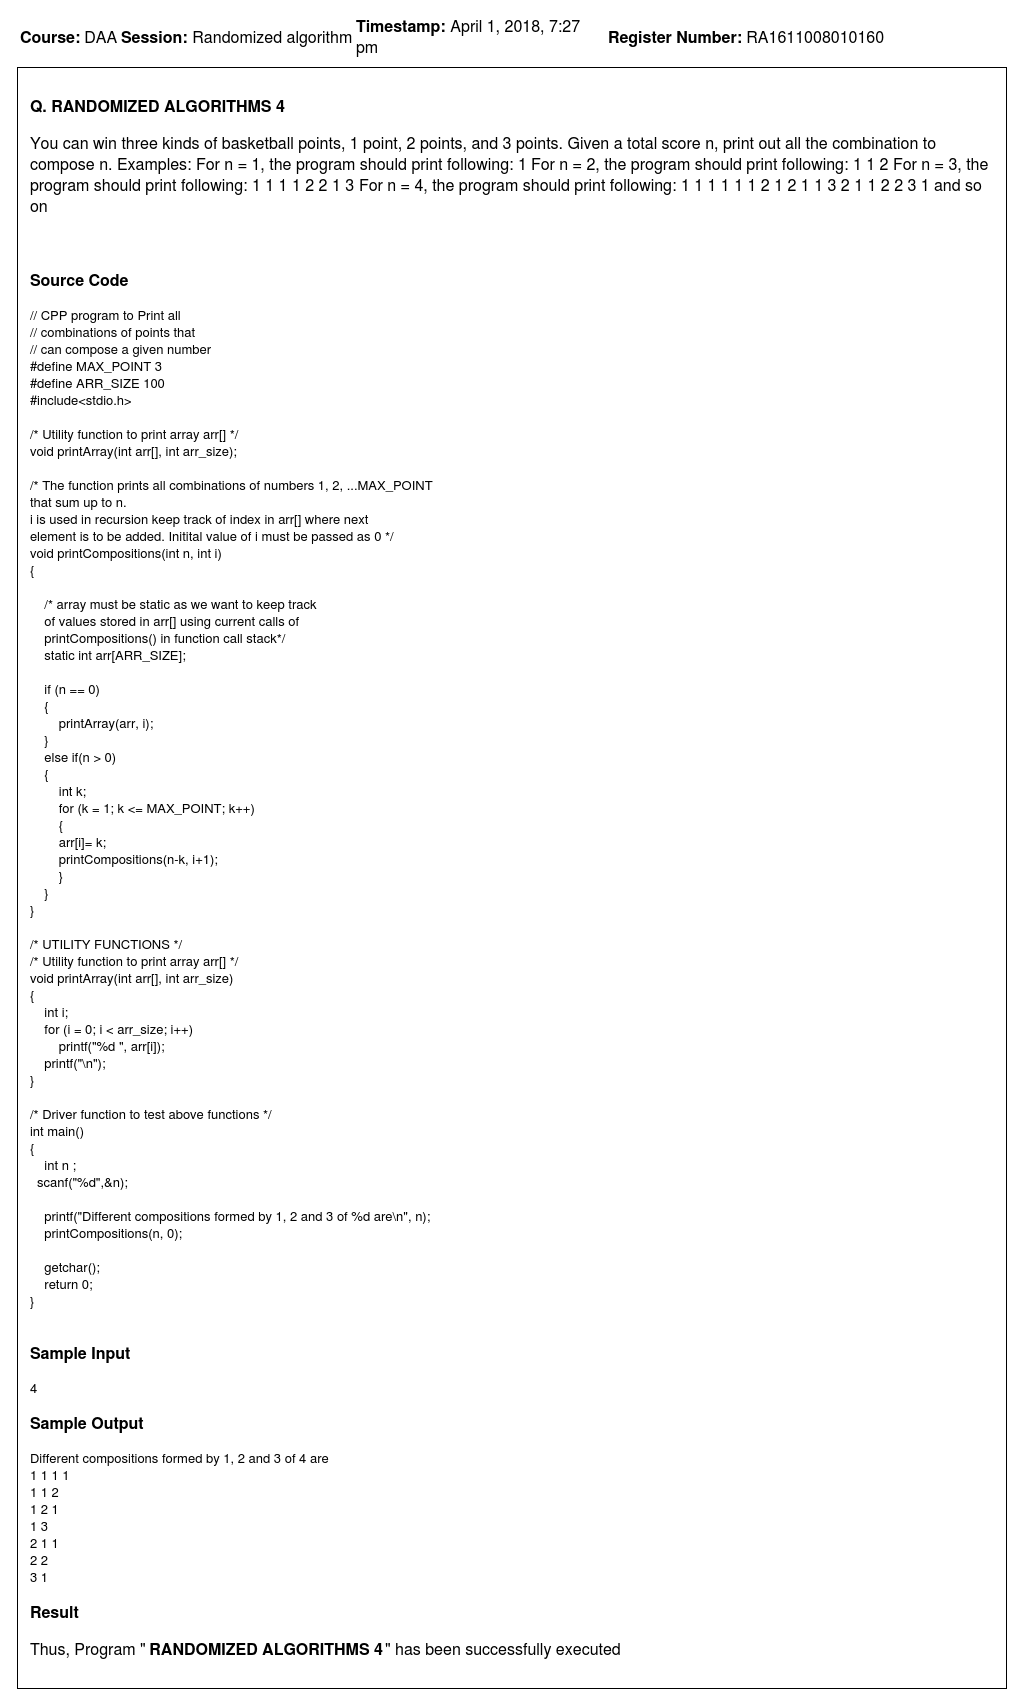 Course: DAA Session: Randomized algorithm Timestamp: April 1, 2018, 7:27 pm Register Number: RA1611008010160
Q. RANDOMIZED ALGORITHMS 4
You can win three kinds of basketball points, 1 point, 2 points, and 3 points. Given a total score n, print out all the combination to
compose n. Examples: For n = 1, the program should print following: 1 For n = 2, the program should print following: 1 1 2 For n = 3, the
program should print following: 1 1 1 1 2 2 1 3 For n = 4, the program should print following: 1 1 1 1 1 1 2 1 2 1 1 3 2 1 1 2 2 3 1 and so
on
Source Code
// CPP program to Print all
// combinations of points that
// can compose a given number
#define MAX_POINT 3
#define ARR_SIZE 100
#include<stdio.h>
/* Utility function to print array arr[] */
void printArray(int arr[], int arr_size);
/* The function prints all combinations of numbers 1, 2, ...MAX_POINT
that sum up to n.
i is used in recursion keep track of index in arr[] where next
element is to be added. Initital value of i must be passed as 0 */
void printCompositions(int n, int i)
{
/* array must be static as we want to keep track
of values stored in arr[] using current calls of
printCompositions() in function call stack*/
static int arr[ARR_SIZE];
if (n == 0)
{
printArray(arr, i);
}
else if(n > 0)
{
int k;
for (k = 1; k <= MAX_POINT; k++)
{
arr[i]= k;
printCompositions(n-k, i+1);
}
}
}
/* UTILITY FUNCTIONS */
/* Utility function to print array arr[] */
void printArray(int arr[], int arr_size)
{
int i;
for (i = 0; i < arr_size; i++)
printf("%d ", arr[i]);
printf("\n");
}
/* Driver function to test above functions */
int main()
{
int n ;
scanf("%d",&n);
printf("Different compositions formed by 1, 2 and 3 of %d are\n", n);
printCompositions(n, 0);
getchar();
return 0;
}
Sample Input
4
Sample Output
Different compositions formed by 1, 2 and 3 of 4 are
1 1 1 1
1 1 2
1 2 1
1 3
2 1 1
2 2
3 1
Result
Thus, Program " RANDOMIZED ALGORITHMS 4" has been successfully executed